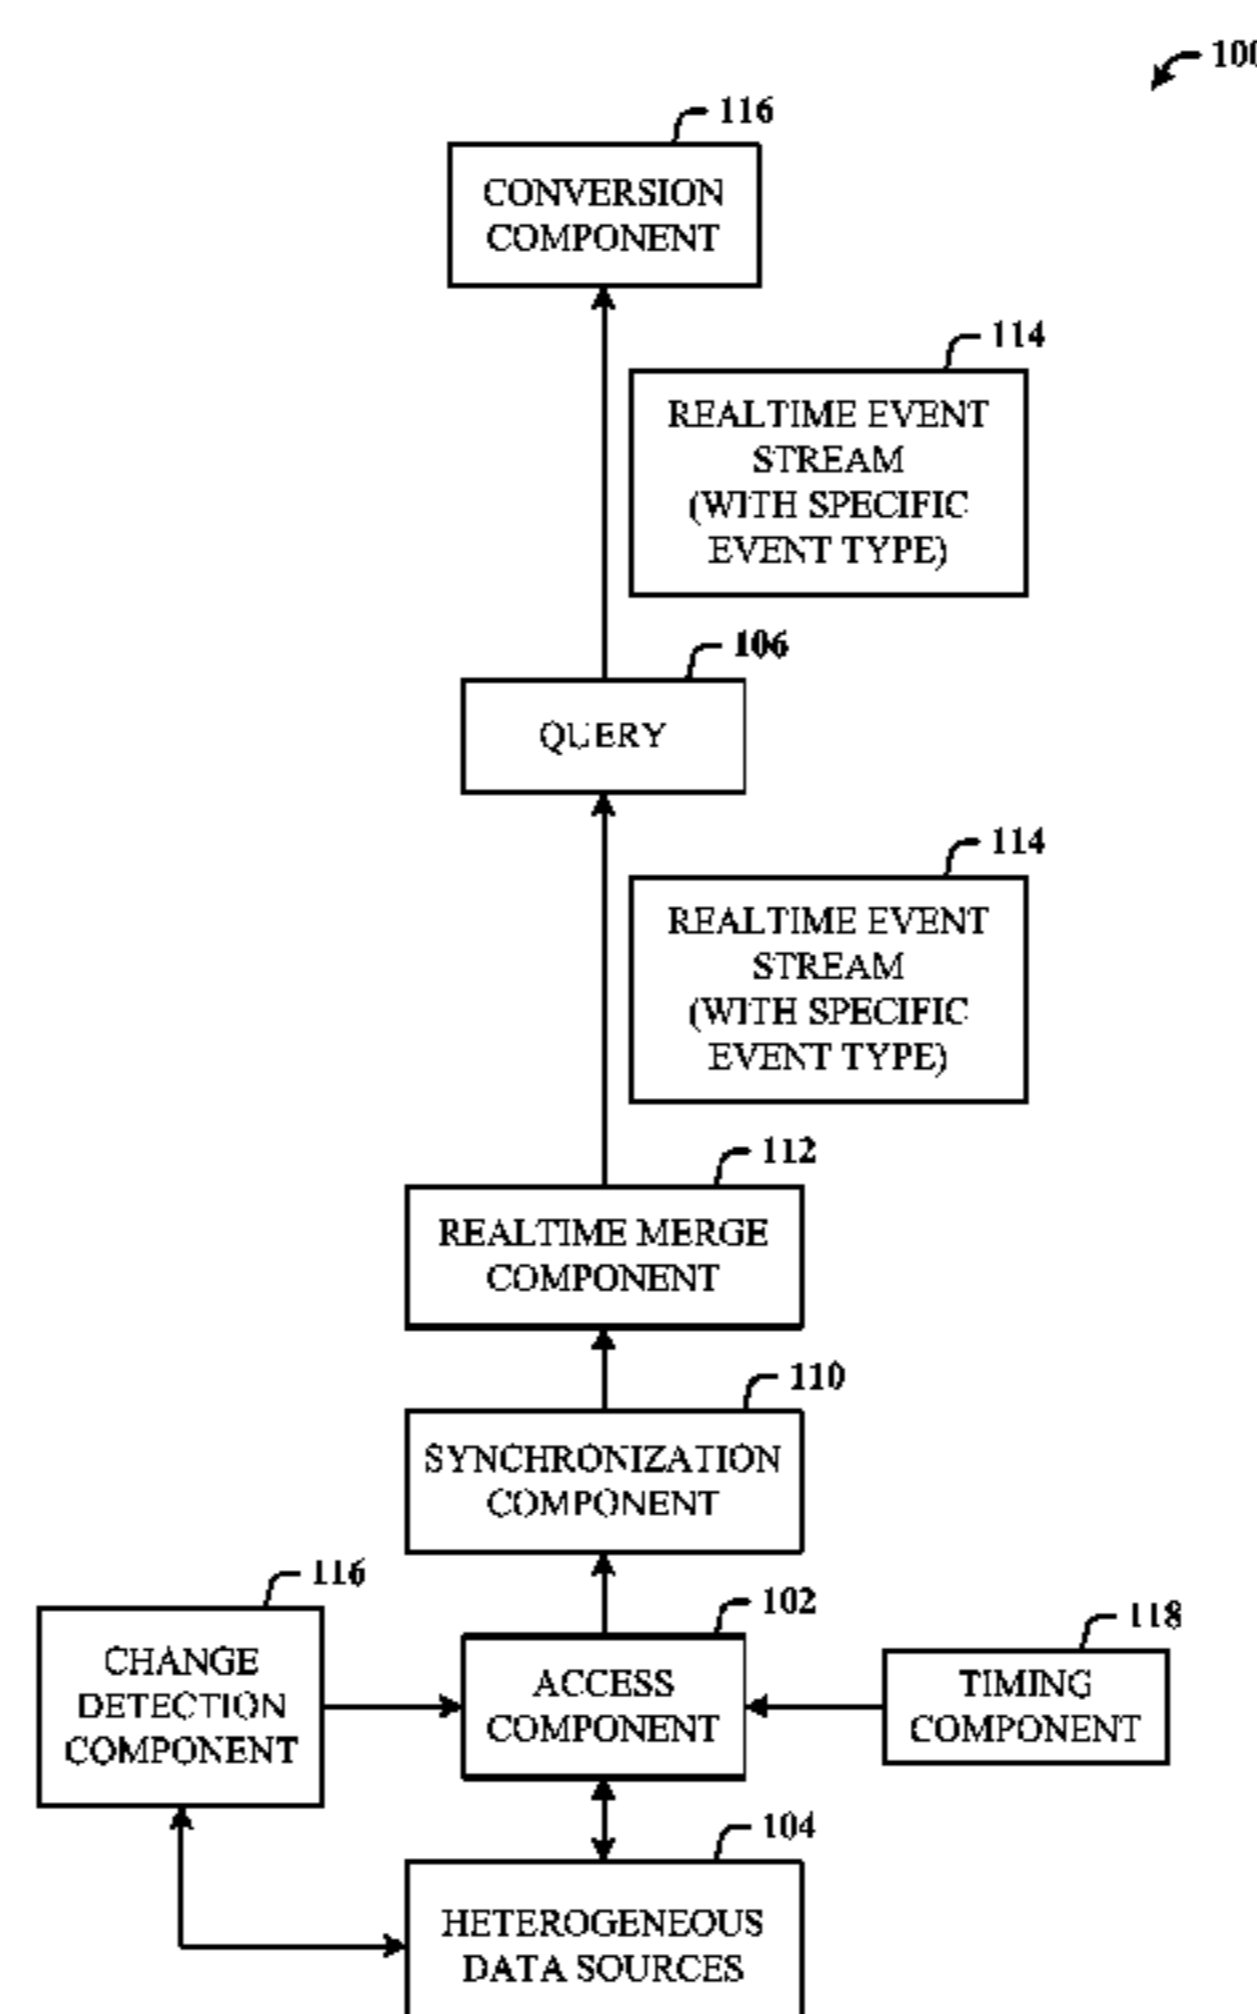 100
116
CONVERSION
COMPONENT
114
REALTIME EVENT
STREAM
(WITH SPECIFIC
EVENT TYPE)
106
QUERY
114
REALTIME EVENT
STREAM
(WITH SPECIFIC
EVENT TYPE)
112
REALTIME MERGE
COMPONENT
110
SYNCHRONIZATION
COMPONENT
116
CHANGE
DETECTION
COMPONENT
102
ACCESS
COMPONENT
118
TIMING
COMPONENT
104
HETEROGENEOUS
DATA SOURCES